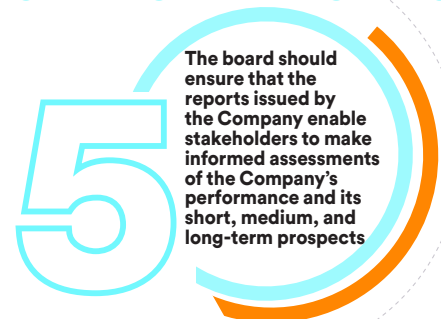 5
The board should
ensure that the
reports issued by
the Company enable
stakeholders to make
informed assessments
of the Company's
performance and its
short, medium, and
long-term prospects